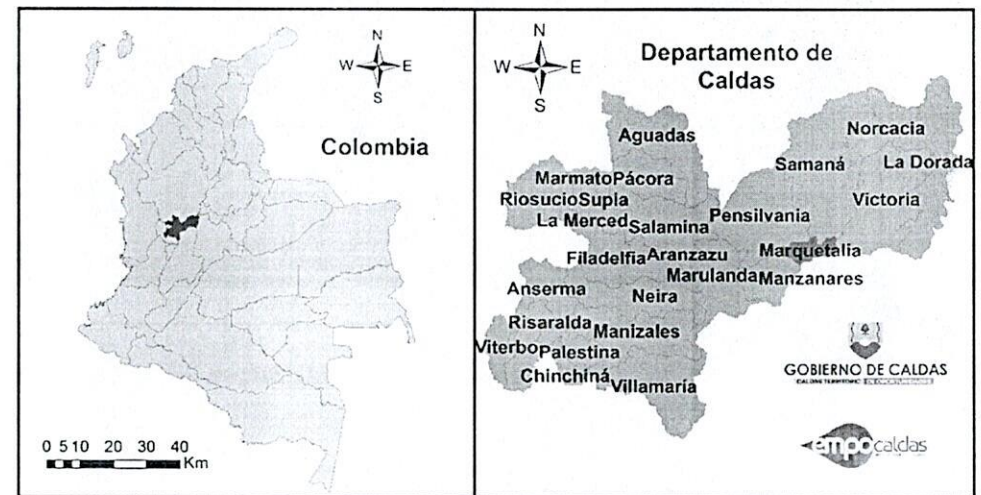 N
W E
S
Colombia
0 5 10 20 30 40
Km
N
W E
S
Departamento de
Caldas
Aguadas
Norcacia
Samaná
La Dorada
Marmato Pácora
Riosucio Supla
Victoria
La Merced
Salamina
Pensilvania
Filadelfia Aranzazu
Marquetalia
Marulanda Manzanares
Anserma
Neira
Risaralda
Manizales
Viterbo Palestina
Chinchiná
Villamaría
GOBIERNO DE CALDAS
empocaldas